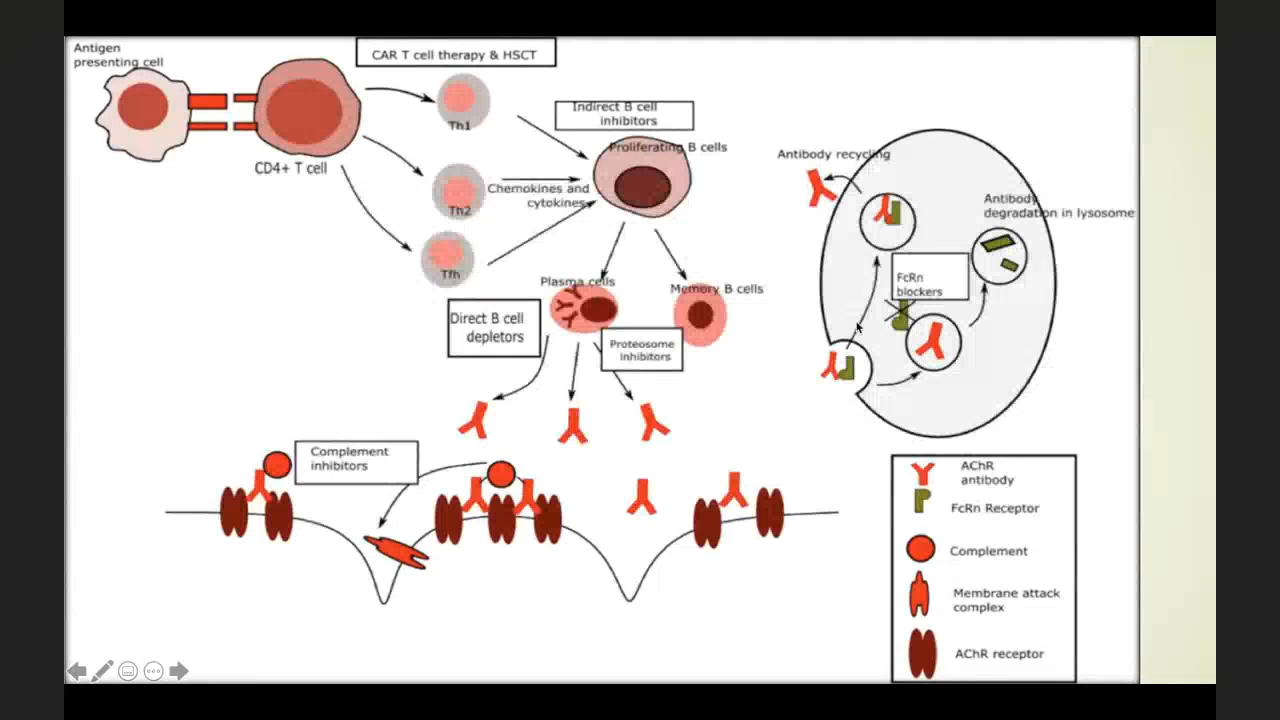 Antigen
presenting cell
CAR T cell therapy & HSCT
CD4+ T cell
Th1
Th2
Tfh
Chemokines and
cytokines
Indirect B cell
inhibitors
Proliferating B cells
Plasma cells
Memory B cells
Direct B cell
depletors
Proteosome
inhibitors
Antibody recycling
Antibody
degradation in lysosome
FcRn
blockers
Complement
inhibitors
AChR
antibody
FcRn Receptor
Complement
Membrane attack
complex
AChR receptor